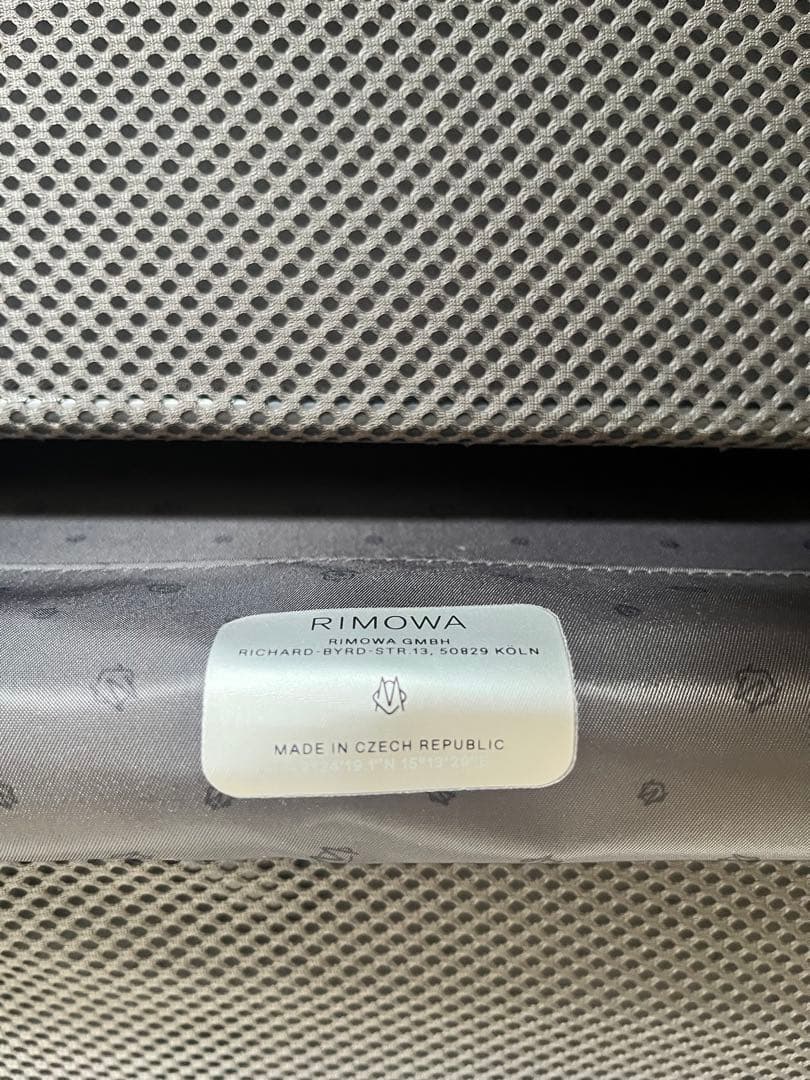 RIMOWA
RIMOWA GMBH
RICHARD-BYRD-STR.13, 50829 KÖLN
MADE IN CZECH REPUBLIC